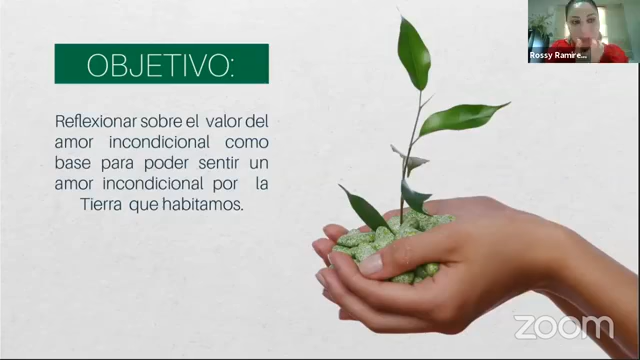 OBJETIVO:
Reflexionar sobre el valor del
amor incondicional como
base para poder sentir un
amor incondicional por la
Tierra que habitamos.
Rossy Ramire...
zoom